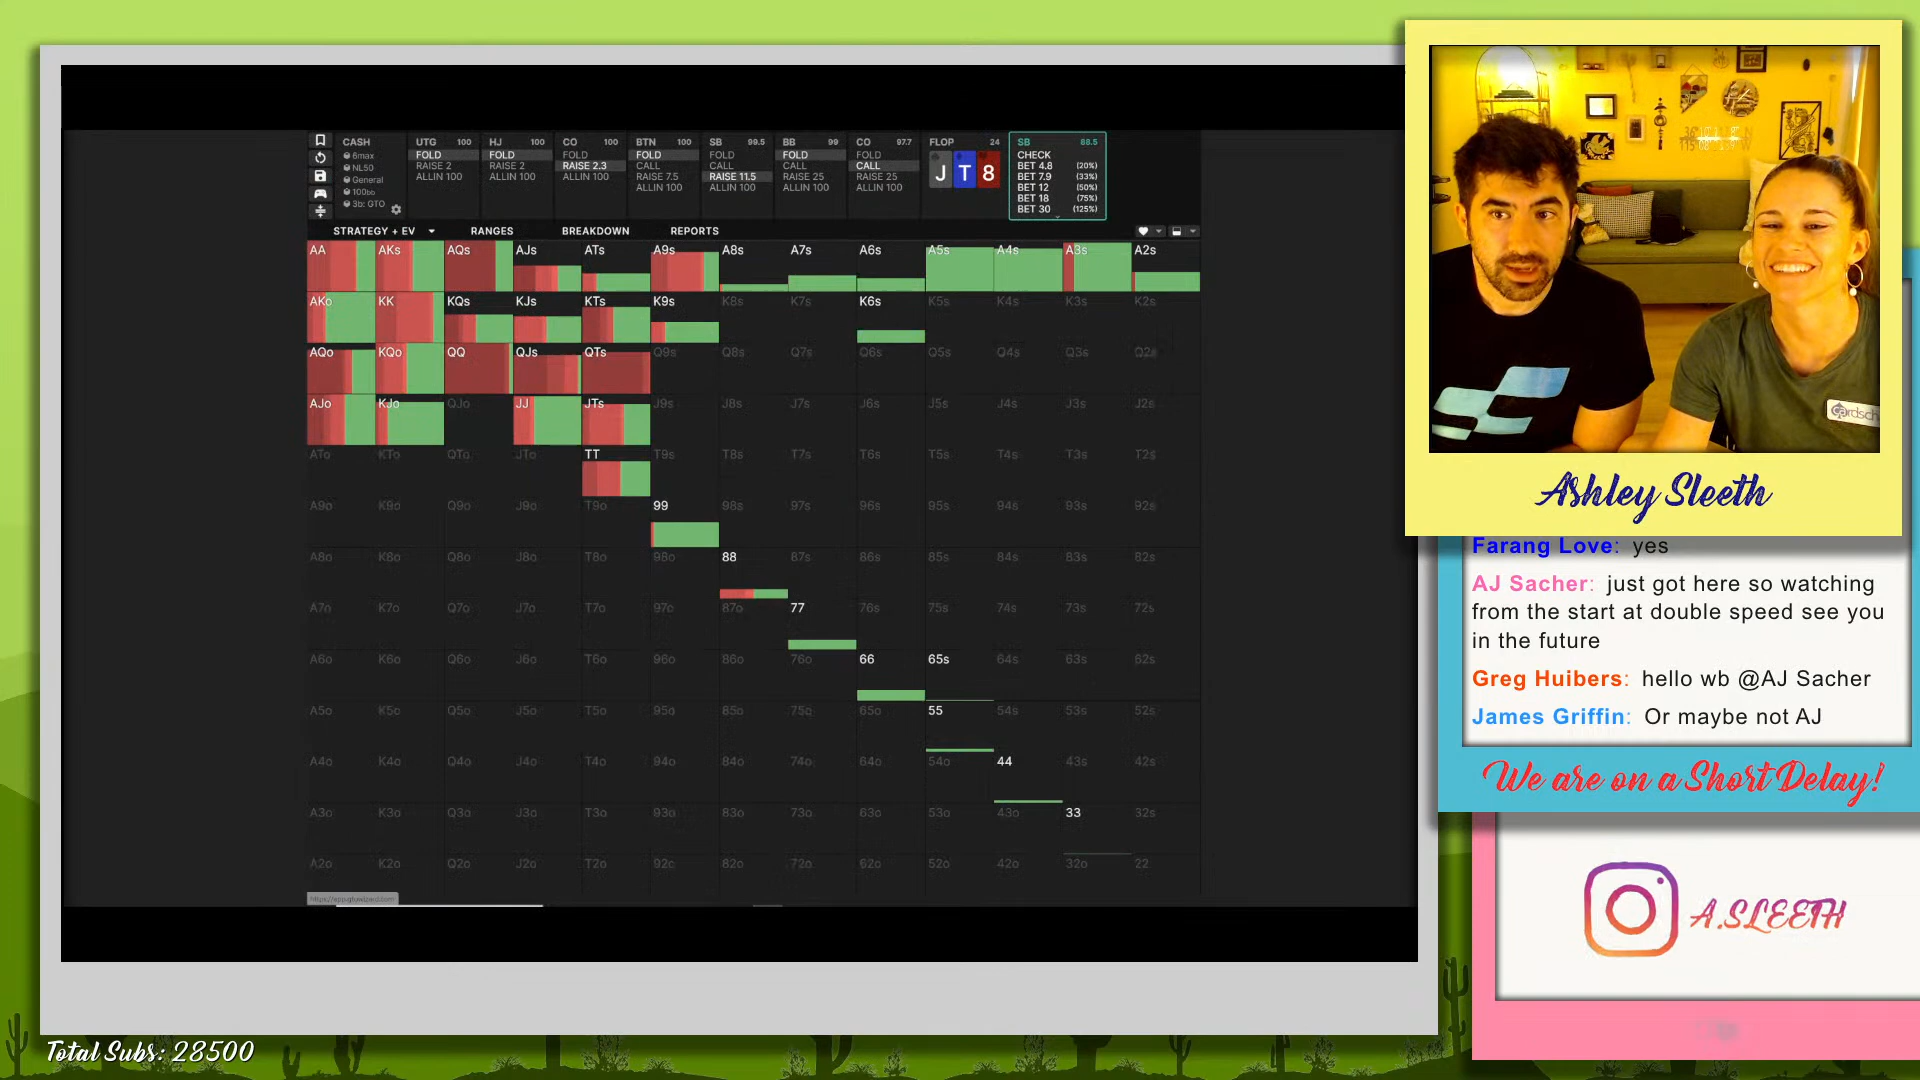 CASH
6max
NL50
General
100bb
3b: GTO
UTG 100
FOLD
RAISE 2
ALLIN 100
HJ 100
FOLD
RAISE 2
ALLIN 100
CO 100
FOLD
RAISE 2.3
ALLIN 100
BTN 100
FOLD
CALL
RAISE 7.5
ALLIN 100
SB 99.5
FOLD
CALL
RAISE 11.5
ALLIN 100
BB 99
FOLD
CALL
RAISE 25
ALLIN 100
CO 97.7
FOLD
CALL
RAISE 25
ALLIN 100
FLOP 24
J T 8
SB 88.5
CHECK
BET 4.8 (20%)
BET 7.9 (33%)
BET 12 (50%)
BET 18 (75%)
BET 30 (125%)
STRATEGY + EV RANGES BREAKDOWN REPORTS
AA AKs AQs AJs ATs A9s A8s A7s A6s A5s A4s A3s A2s
AKo KK KQs KJs KTs K9s K8s K7s K6s K5s K4s K3s K2s
AQo KQo QQ QJs QTs Q9s Q8s Q7s Q6s Q5s Q4s Q3s Q2s
AJo KJo QJo JJ JTs J9s J8s J7s J6s J5s J4s J3s J2s
ATo KTo QTo JTo TT T9s T8s T7s T6s T5s T4s T3s T2s
A9o K9o Q9o J9o T9o 99 98s 97s 96s 95s 94s 93s 92s
A8o K8o Q8o J8o T8o 98o 88 87s 86s 85s 84s 83s 82s
A7o K7o Q7o J7o T7o 97o 87o 77 76s 75s 74s 73s 72s
A6o K6o Q6o J6o T6o 96o 86o 76o 66 65s 64s 63s 62s
A5o K5o Q5o J5o T5o 95o 85o 75o 65o 55 54s 53s 52s
A4o K4o Q4o J4o T4o 94o 84o 74o 64o 54o 44 43s 42s
A3o K3o Q3o J3o T3o 93o 83o 73o 63o 53o 43o 33 32s
A2o K2o Q2o J2o T2o 92o 82o 72o 62o 52o 42o 32o 22
Ashley Sleeth
Farang Love: yes
AJ Sacher: just got here so watching
from the start at double speed see you
in the future
Greg Huibers: hello wb @AJ Sacher
James Griffin: Or maybe not AJ
We are on a Short Delay!
A.SLEETH
Total Subs: 28500